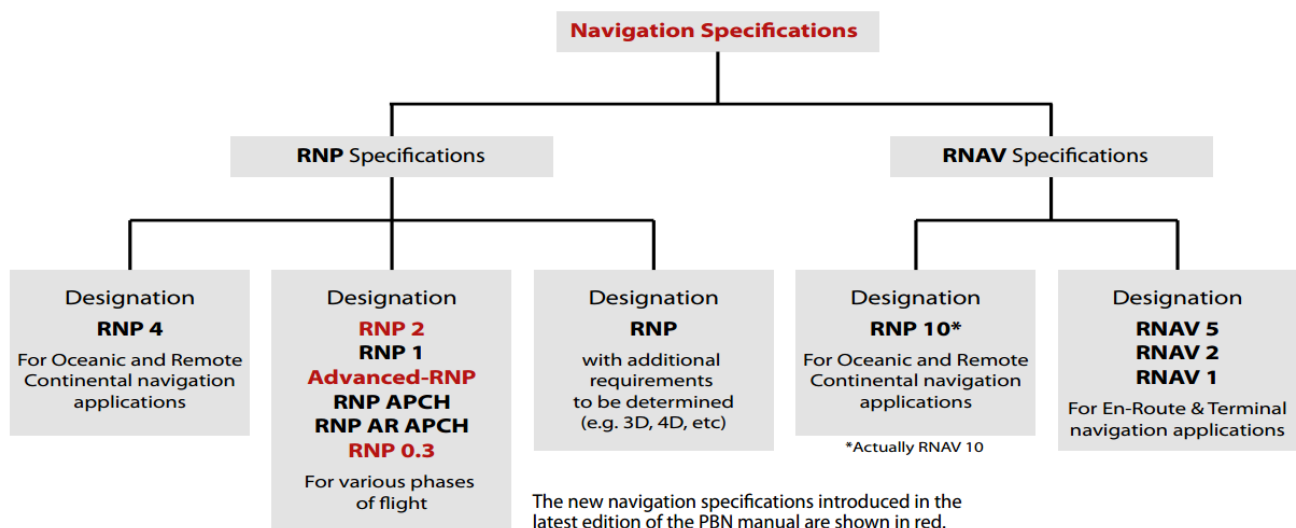 Navigation Specifications
RNP Specifications
RNAV Specifications
Designation
RNP 4
For Oceanic and Remote
Continental navigation
applications
Designation
RNP 2
RNP 1
Advanced-RNP
RNP APCH
RNP AR APCH
RNP 0.3
For various phases
of flight
Designation
RNP
with additional
requirements
to be determined
(e.g. 3D, 4D, etc)
Designation
RNP 10*
For Oceanic and Remote
Continental navigation
applications
*Actually RNAV 10
Designation
RNAV 5
RNAV 2
RNAV 1
For En-Route & Terminal
navigation applications
The new navigation specifications introduced in the
latest edition of the PBN manual are shown in red.